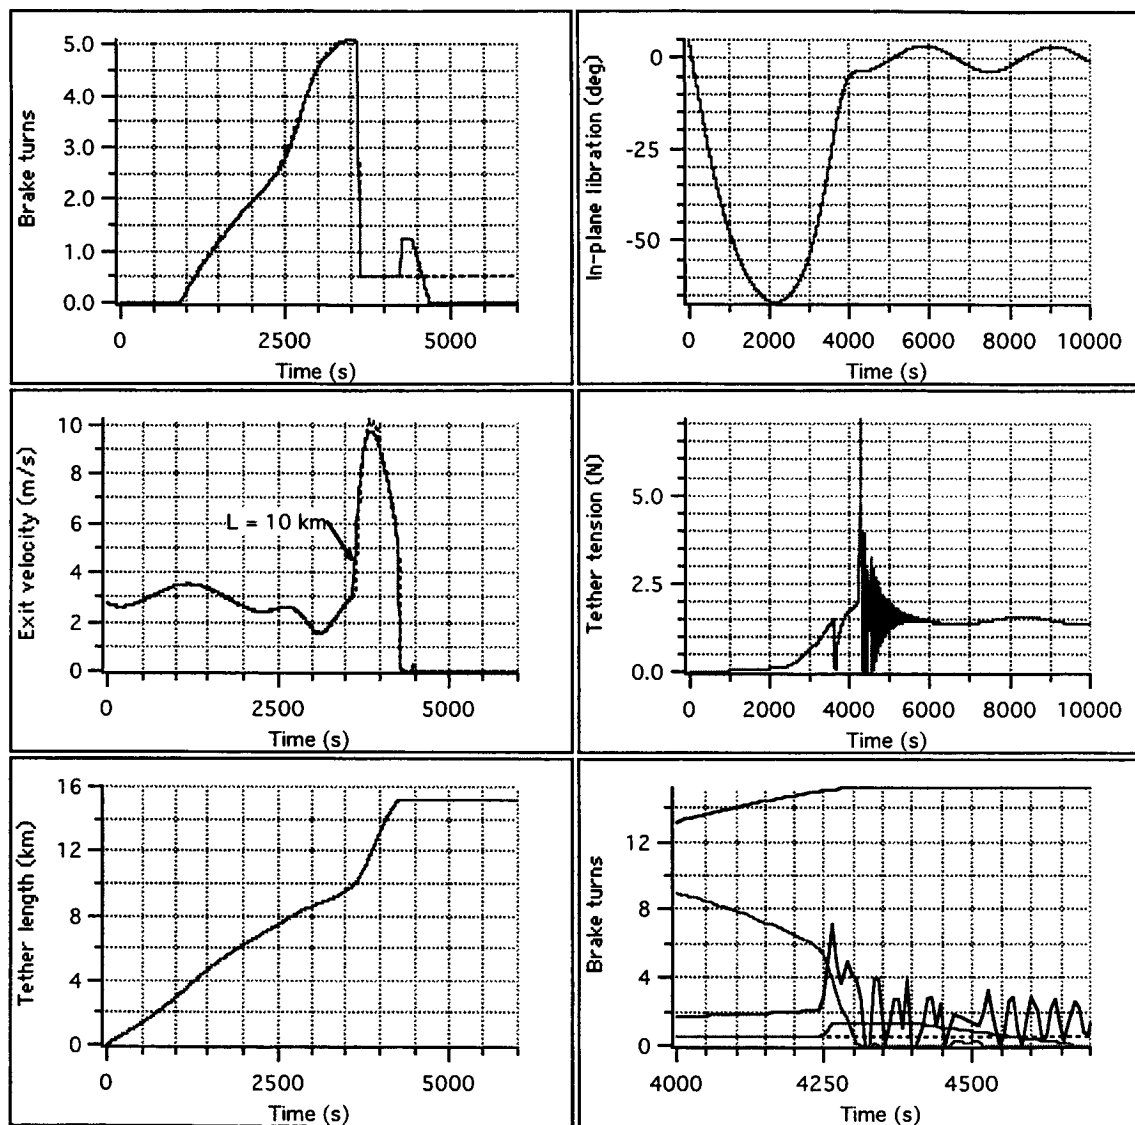 5.0
4.0
3.0
2.0
1.0
0.0
Brake turns
0 2500 5000
Time (s)
0
-25
-50
In-plane libration (deg)
0 2000 4000 6000 8000 10000
Time (s)
10
8
6
4
2
0
Exit velocity (m/s)
L = 10 km
0 2500 5000
Time (s)
5.0
2.5
0.0
Tether tension (N)
0 2000 4000 6000 8000 10000
Time (s)
16
12
8
4
0
Tether length (km)
0 2500 5000
Time (s)
12
8
4
0
Brake turns
4000 4250 4500
Time (s)